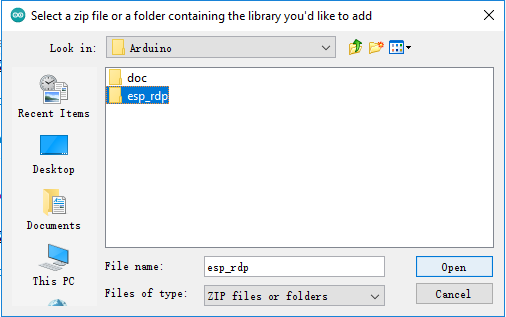 Select a zip file or a folder containing the library you'd like to add
Look in: Arduino
doc
esp_rdp
Recent Items
Desktop
Documents
This PC
File name: esp_rdp Open
Files of type: ZIP files or folders Cancel